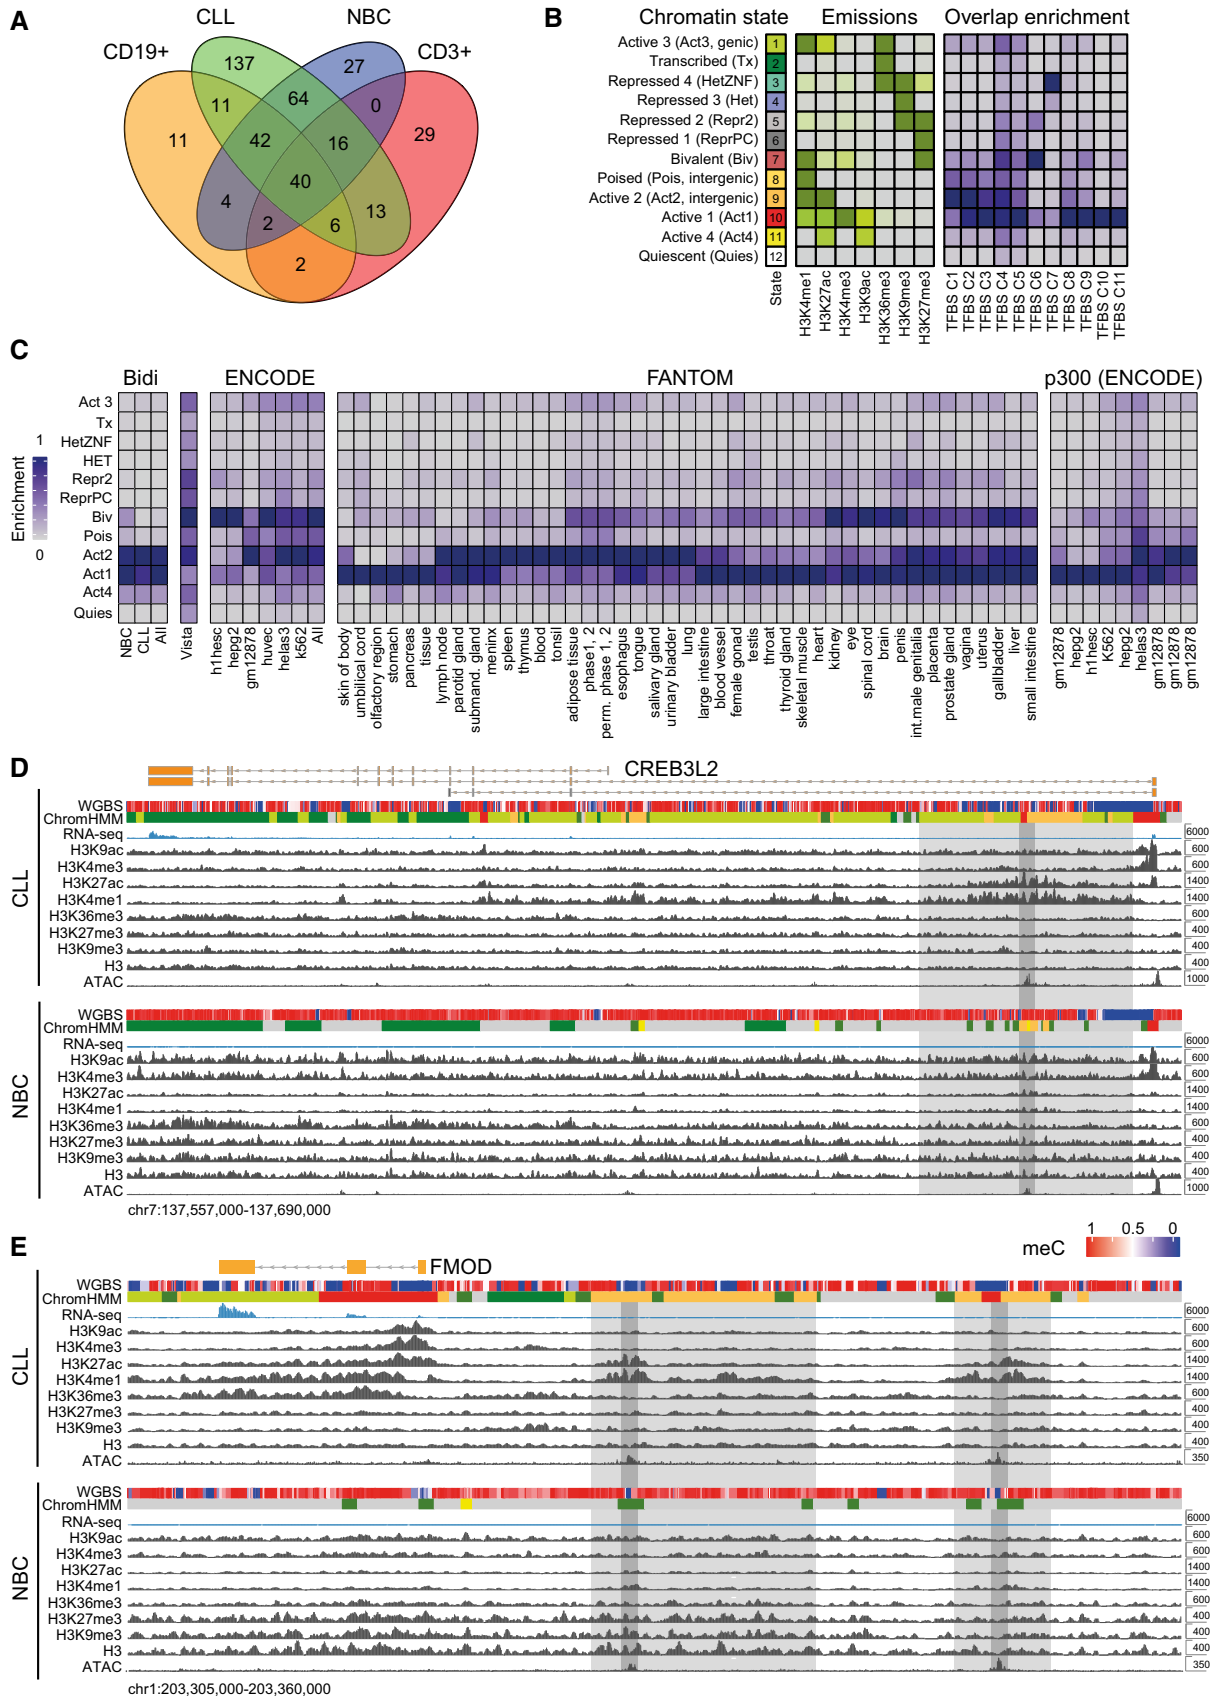 A
CLL
NBC
CD19+
CD3+
137
27
11
64
0
11
42
16
29
40
4
2
6
13
2
B
Chromatin state
Emissions
Overlap enrichment
Active 3 (Act3, genic) 1
Transcribed (Tx) 2
Repressed 4 (HetZNF) 3
Repressed 3 (Het) 4
Repressed 2 (Repr2) 5
Repressed 1 (ReprPC) 6
Bivalent (Biv) 7
Poised (Pois, intergenic) 8
Active 2 (Act2, intergenic) 9
Active 1 (Act1) 10
Active 4 (Act4) 11
Quiescent (Quies) 12
State
H3K4me1
H3K27ac
H3K4me3
H3K9ac
H3K36me3
H3K9me3
H3K27me3
TFBS C1
TFBS C2
TFBS C3
TFBS C4
TFBS C5
TFBS C6
TFBS C7
TFBS C8
TFBS C9
TFBS C10
TFBS C11
C
Bidi
ENCODE
FANTOM
p300 (ENCODE)
Enrichment
1
0
Act 3
Tx
HetZNF
HET
Repr2
ReprPC
Biv
Pois
Act2
Act1
Act4
Quies
NBC
CLL
All
Vista
h1hesc
hepg2
gm12878
huvec
helas3
k562
All
skin of body
umbilical cord
olfactory region
stomach
pancreas
tissue
lymph node
parotid gland
submand. gland
meninx
spleen
thymus
blood
tonsil
adipose tissue
phase1, 2
perm. phase 1, 2
esophagus
tongue
salivary gland
urinary bladder
lung
large intestine
blood vessel
female gonad
testis
throat
thyroid gland
skeletal muscle
heart
kidney
eye
spinal cord
brain
penis
int.male genitalia
placenta
prostate gland
vagina
uterus
gallbladder
liver
small intestine
gm12878
hepg2
h1hesc
K562
hepg2
helas3
gm12878
gm12878
gm12878
D
CREB3L2
CLL
WGBS
ChromHMM
RNA-seq 6000
H3K9ac 600
H3K4me3 600
H3K27ac 1400
H3K4me1 1400
H3K36me3 600
H3K27me3 400
H3K9me3 400
H3 400
ATAC 1000
NBC
WGBS
ChromHMM
RNA-seq 6000
H3K9ac 600
H3K4me3 600
H3K27ac 1400
H3K4me1 1400
H3K36me3 600
H3K27me3 400
H3K9me3 400
H3 400
ATAC 1000
chr7:137,557,000-137,690,000
E
meC
1 0.5 0
FMOD
CLL
WGBS
ChromHMM
RNA-seq 6000
H3K9ac 600
H3K4me3 600
H3K27ac 1400
H3K4me1 1400
H3K36me3 600
H3K27me3 400
H3K9me3 400
H3 400
ATAC 350
NBC
WGBS
ChromHMM
RNA-seq 6000
H3K9ac 600
H3K4me3 600
H3K27ac 1400
H3K4me1 1400
H3K36me3 600
H3K27me3 400
H3K9me3 400
H3 400
ATAC 350
chr1:203,305,000-203,360,000